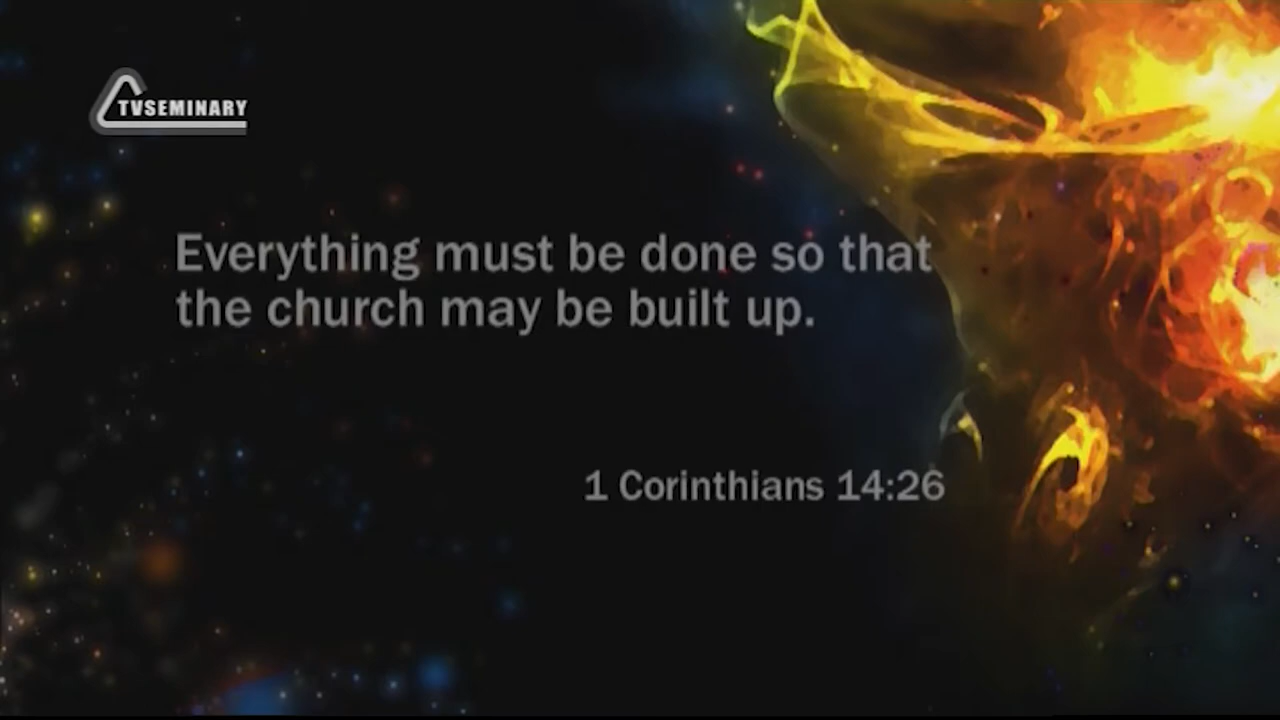 TVSEMINARY
Everything must be done so that
the church may be built up.
1 Corinthians 14:26